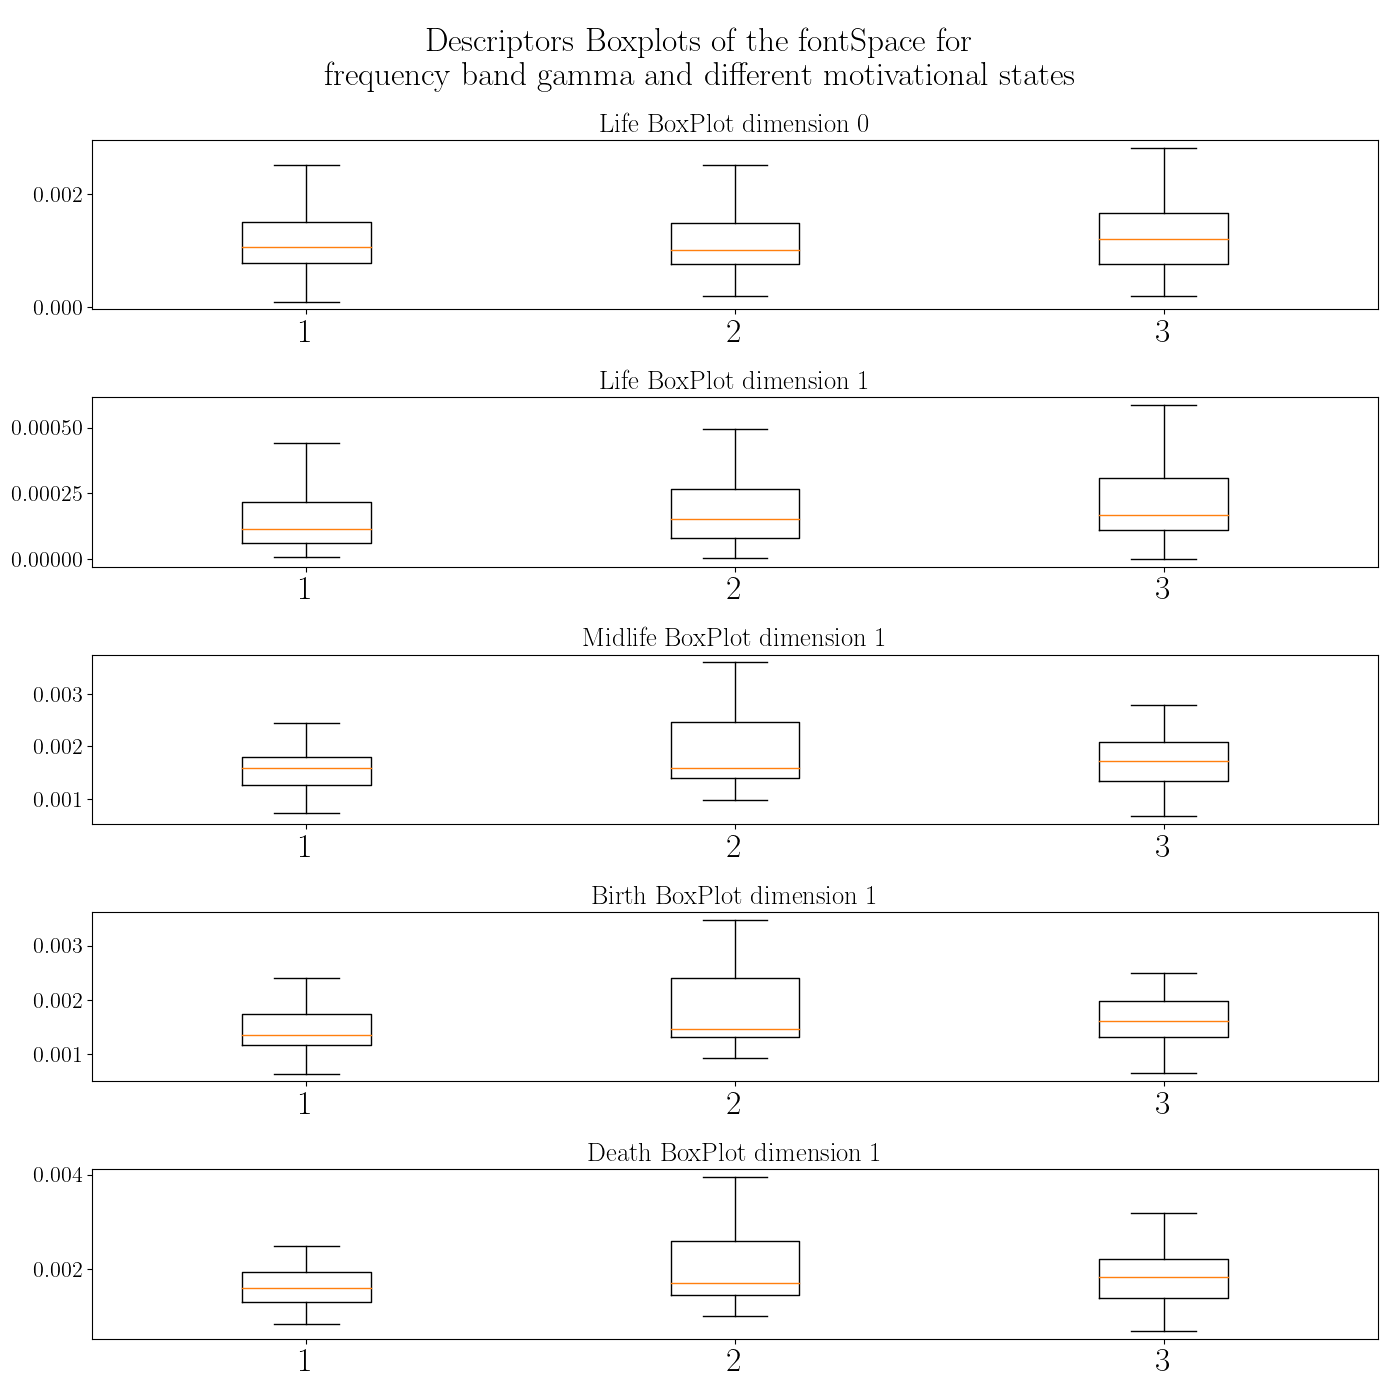 Descriptors Boxplots of the fontSpace for
frequency band gamma and different motivational states
Life BoxPlot dimension 0
0.002
0.000
1 2 3
Life BoxPlot dimension 1
0.00050
0.00025
0.00000
1 2 3
Midlife BoxPlot dimension 1
0.003
0.002
0.001
1 2 3
Birth BoxPlot dimension 1
0.003
0.002
0.001
1 2 3
Death BoxPlot dimension 1
0.004
0.002
1 2 3